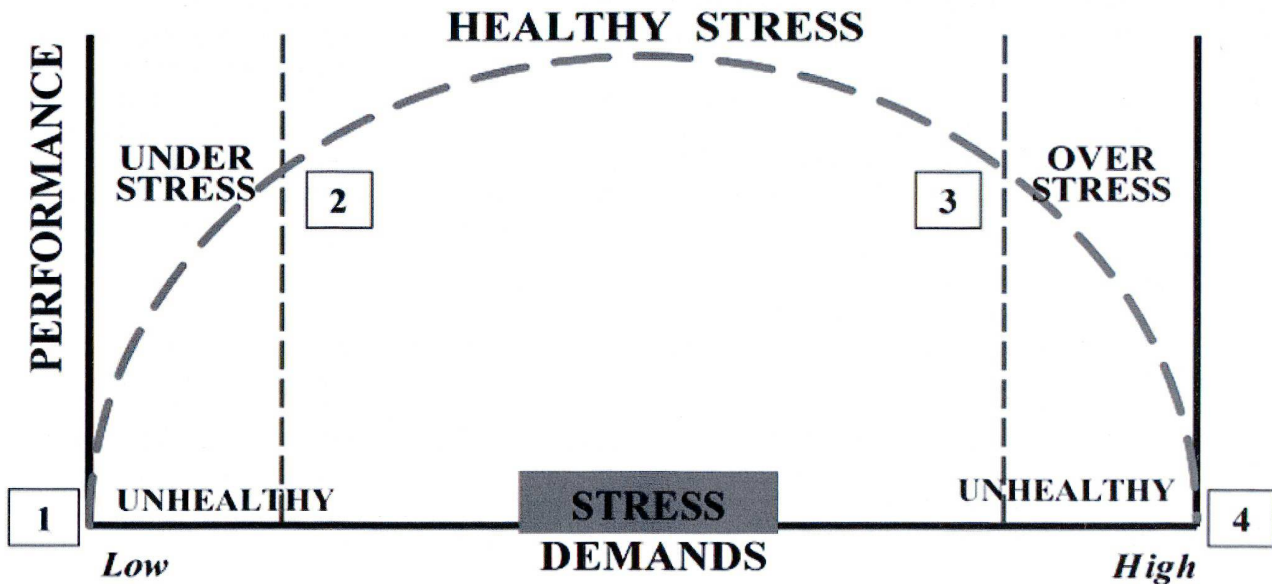 HEALTHY STRESS
PERFORMANCE
UNDER
STRESS
OVER
STRESS
2
3
1
UNHEALTHY
STRESS
UNHEALTHY
4
Low
DEMANDS
High